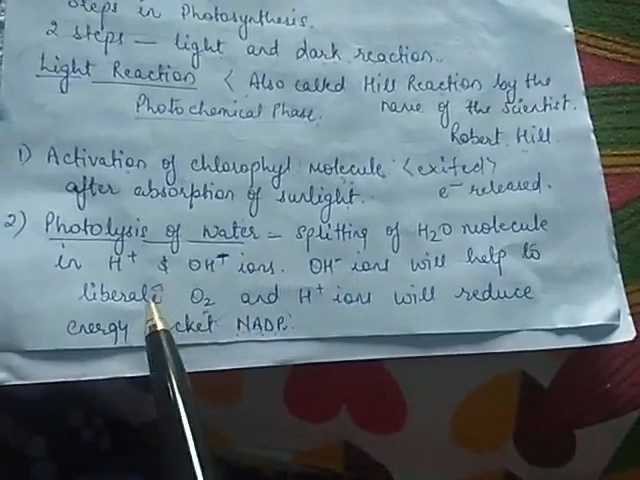 Steps in Photosynthesis.
2 steps — light and dark reaction.
Light Reaction < Also called Hill Reaction by the
Photochemical Phase. name of the scientist.
Robert Hill.
1) Activation of chlorophyl molecule <exited>
after absorption of sunlight. e⁻ released.
2) Photolysis of water = splitting of H₂O molecule
in H⁺ & OH⁻ ions. OH⁻ ions will help to
liberate O₂ and H⁺ ions will reduce
energy NADP.